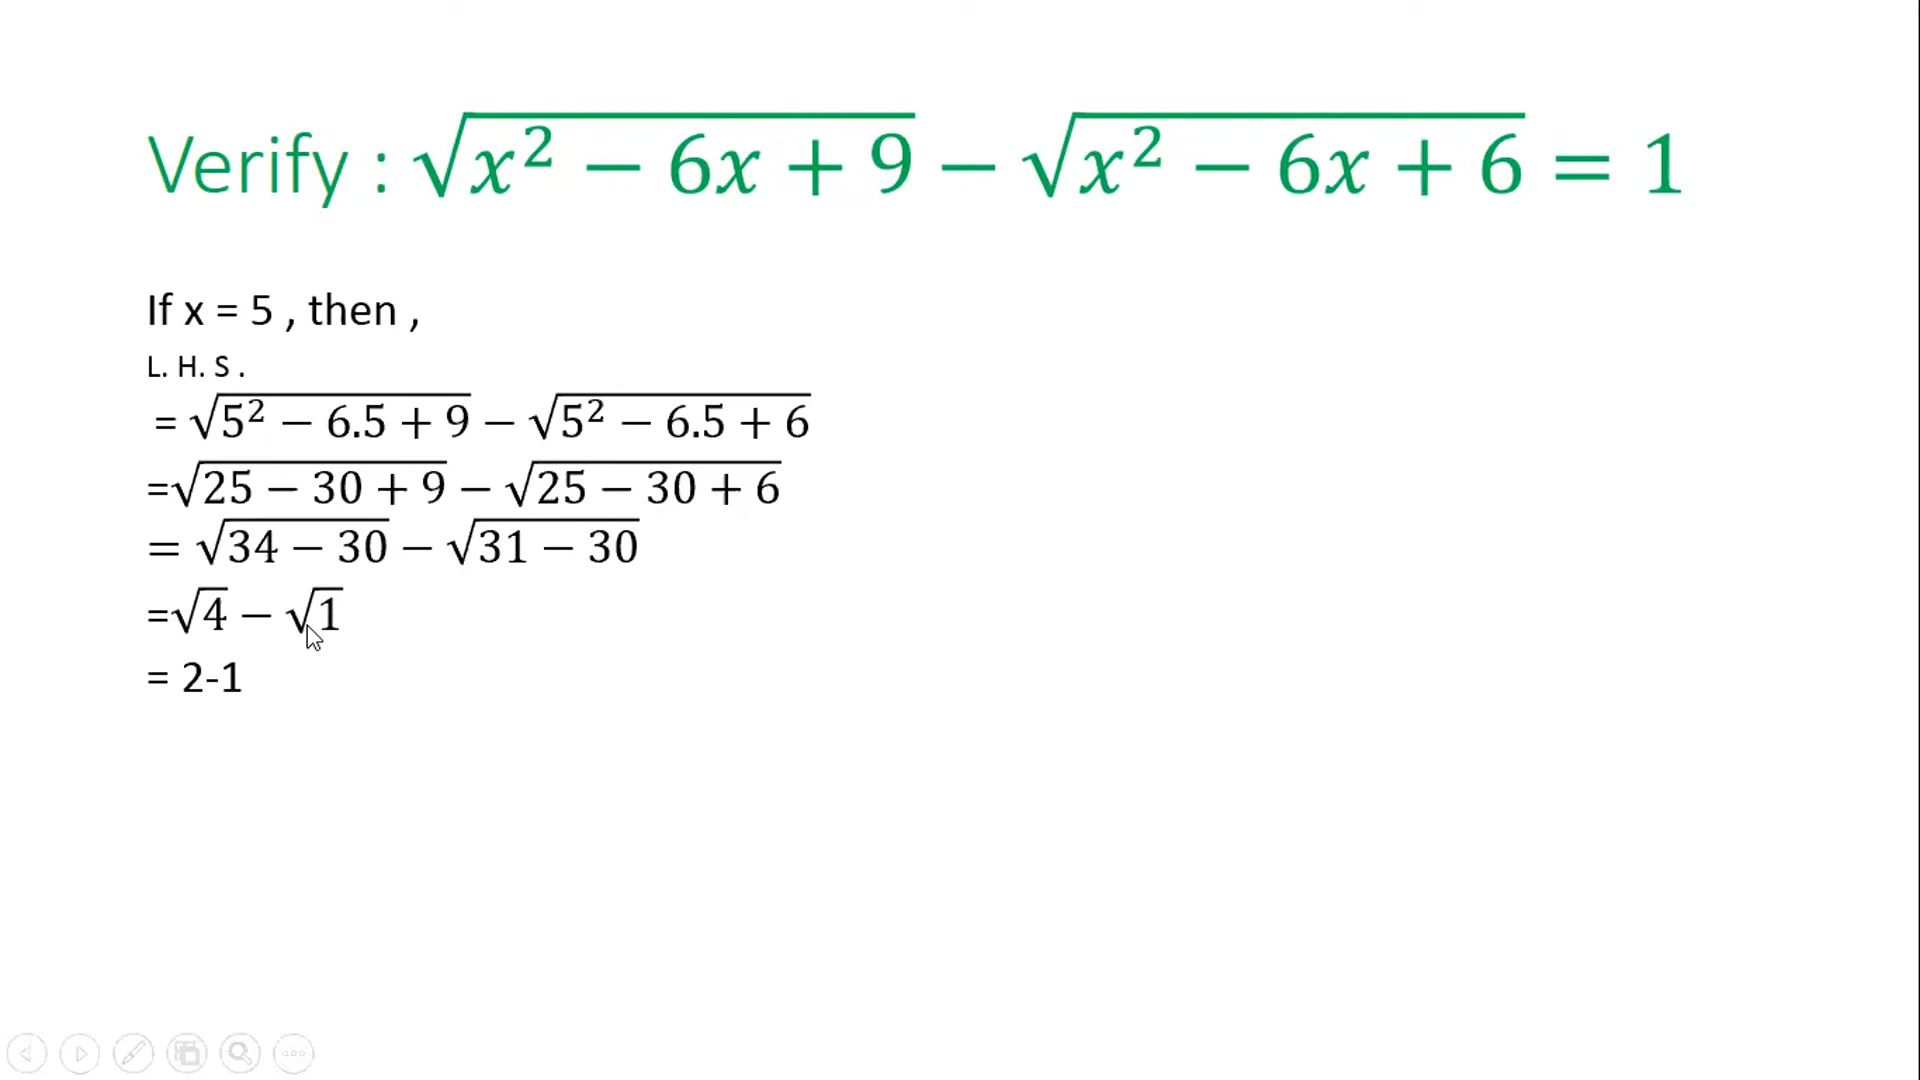 Verify : √(x² − 6x + 9) − √(x² − 6x + 6) = 1
If x = 5 , then ,
L. H. S .
= √(5² − 6.5 + 9) − √(5² − 6.5 + 6)
=√(25 − 30 + 9) − √(25 − 30 + 6)
= √(34 − 30) − √(31 − 30)
=√4 − √1
= 2-1